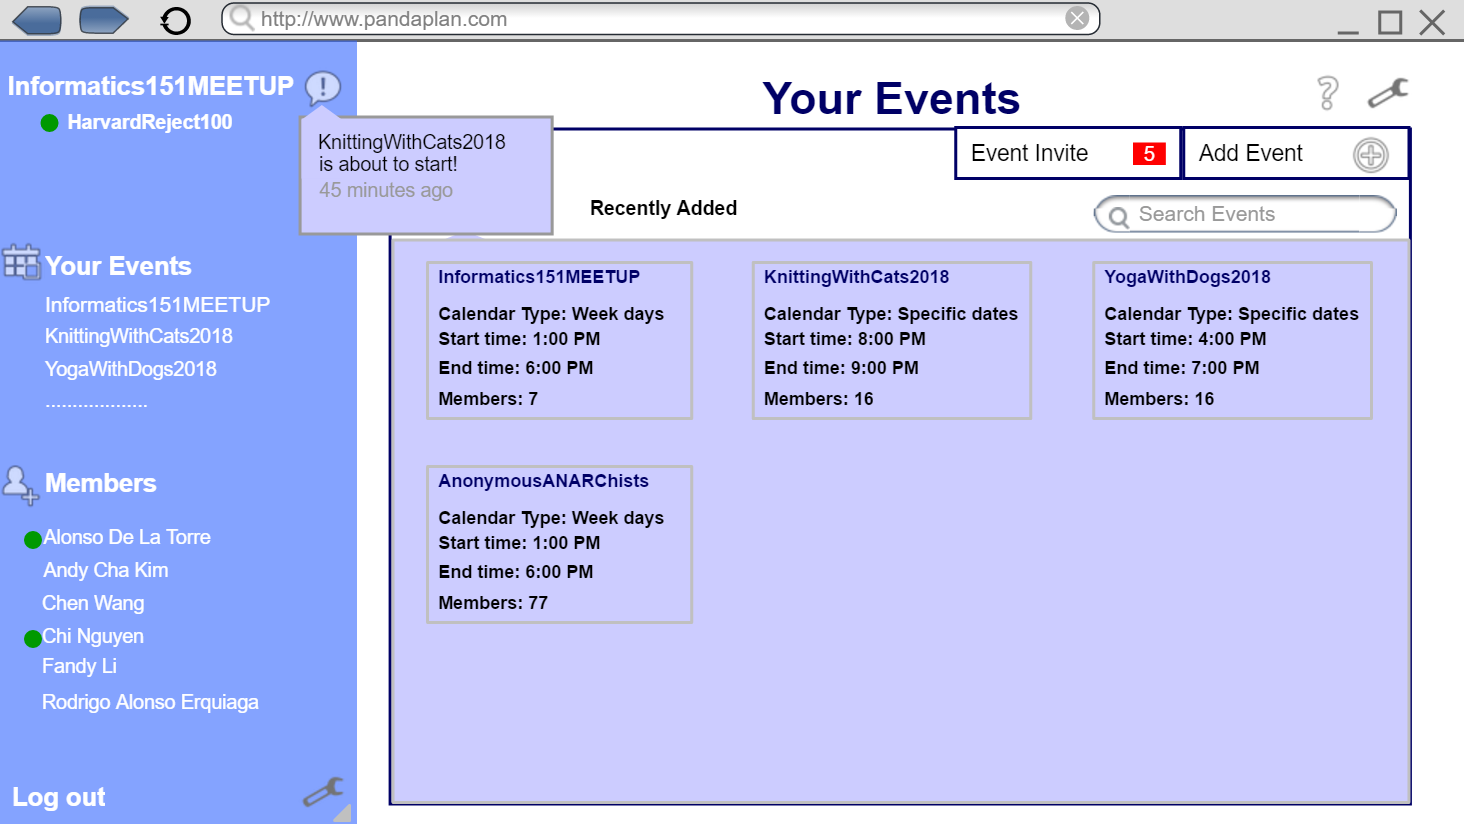 http://www.pandaplan.com
Informatics151MEETUP
HarvardReject100
KnittingWithCats2018
is about to start!
45 minutes ago
Your Events
Informatics151MEETUP
KnittingWithCats2018
YogaWithDogs2018
...................
Members
Alonso De La Torre
Andy Cha Kim
Chen Wang
Chi Nguyen
Fandy Li
Rodrigo Alonso Erquiaga
Log out
Your Events
?
Event Invite 5
Add Event
Recently Added
Search Events
Informatics151MEETUP
Calendar Type: Week days
Start time: 1:00 PM
End time: 6:00 PM
Members: 7
KnittingWithCats2018
Calendar Type: Specific dates
Start time: 8:00 PM
End time: 9:00 PM
Members: 16
YogaWithDogs2018
Calendar Type: Specific dates
Start time: 4:00 PM
End time: 7:00 PM
Members: 16
AnonymousANARChists
Calendar Type: Week days
Start time: 1:00 PM
End time: 6:00 PM
Members: 77